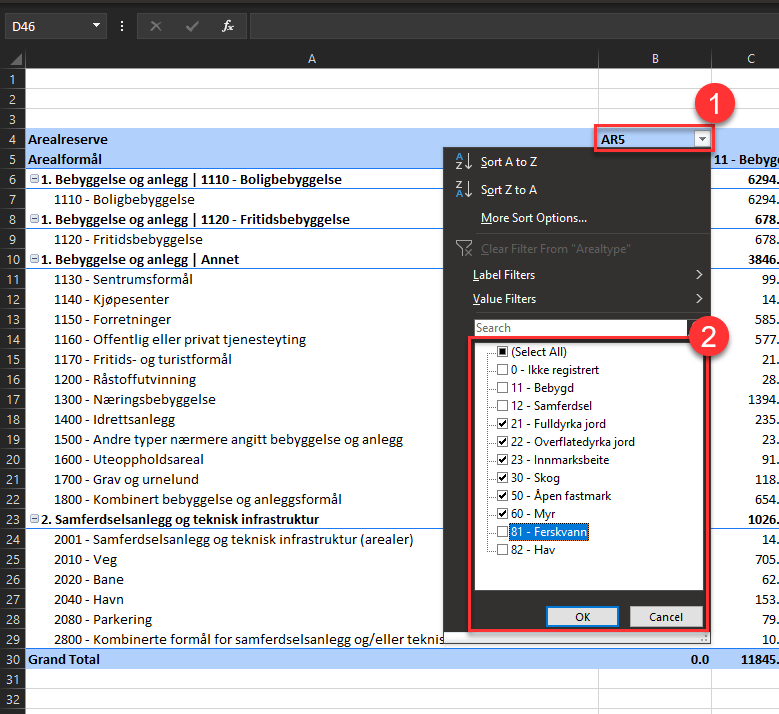 D46
fx
A B C
1
1
2
3
4 Arealreserve AR5
5 Arealformål 11 - Bebyg
6 1. Bebyggelse og anlegg | 1110 - Boligbebyggelse 6294.
7 1110 - Boligbebyggelse 6294.
8 1. Bebyggelse og anlegg | 1120 - Fritidsbebyggelse 678.
9 1120 - Fritidsbebyggelse 678.
10 1. Bebyggelse og anlegg | Annet 3846.
11 1130 - Sentrumsformål 99.
12 1140 - Kjøpesenter 14.
13 1150 - Forretninger 585.
14 1160 - Offentlig eller privat tjenesteyting 577.
15 1170 - Fritids- og turistformål 21.
16 1200 - Råstoffutvinning 28.
17 1300 - Næringsbebyggelse 1394.
18 1400 - Idrettsanlegg 235.
19 1500 - Andre typer nærmere angitt bebyggelse og anlegg 23.
20 1600 - Uteoppholdsareal 91.
21 1700 - Grav og urnelund 118.
22 1800 - Kombinert bebyggelse og anleggsformål 654.
23 2. Samferdselsanlegg og teknisk infrastruktur 1026.
24 2001 - Samferdselsanlegg og teknisk infrastruktur (arealer) 14.
25 2010 - Veg 705.
26 2020 - Bane 62.
27 2040 - Havn 153.
28 2080 - Parkering 79.
29 2800 - Kombinerte formål for samferdselsanlegg og/eller teknis 10.
30 Grand Total 0.0 11845.
31
32
Sort A to Z
Sort Z to A
More Sort Options...
Clear Filter From "Arealtype"
Label Filters
Value Filters
Search
2
(Select All)
0 - Ikke registrert
11 - Bebygd
12 - Samferdsel
21 - Fulldyrka jord
22 - Overflatedyrka jord
23 - Innmarksbeite
30 - Skog
50 - Åpen fastmark
60 - Myr
81 - Ferskvann
82 - Hav
OK Cancel